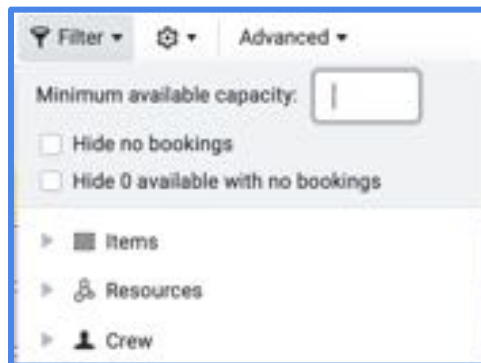 Filter Advanced
Minimum available capacity:
Hide no bookings
Hide 0 available with no bookings
Items
Resources
Crew